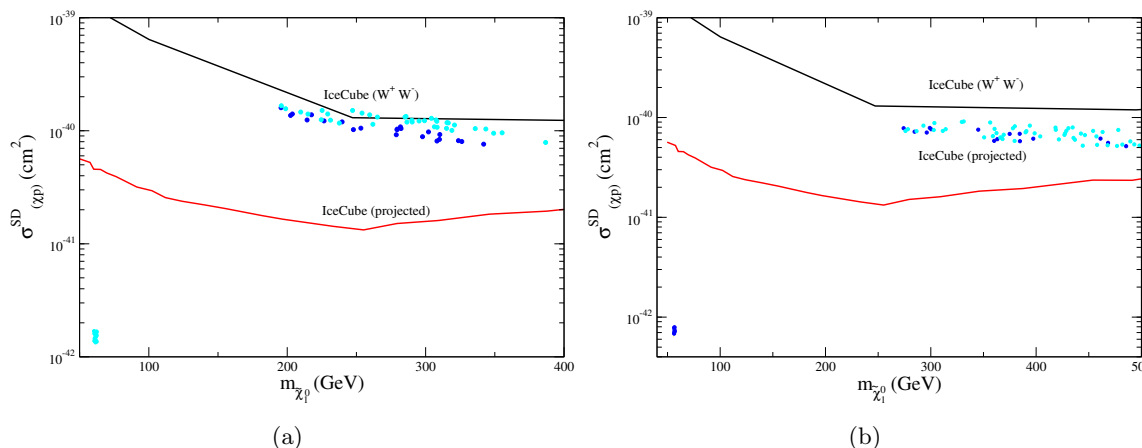 10^-39
IceCube (W^+ W^-)
10^-40
σ^SD_(χp) (cm^2)
IceCube (projected)
10^-41
10^-42
100 200 300 400
m_χ̃_1^0 (GeV)
(a)
10^-39
IceCube (W^+ W^-)
10^-40
σ^SD_(χp) (cm^2)
IceCube (projected)
10^-41
10^-42
100 200 300 400 500
m_χ̃_1^0 (GeV)
(b)